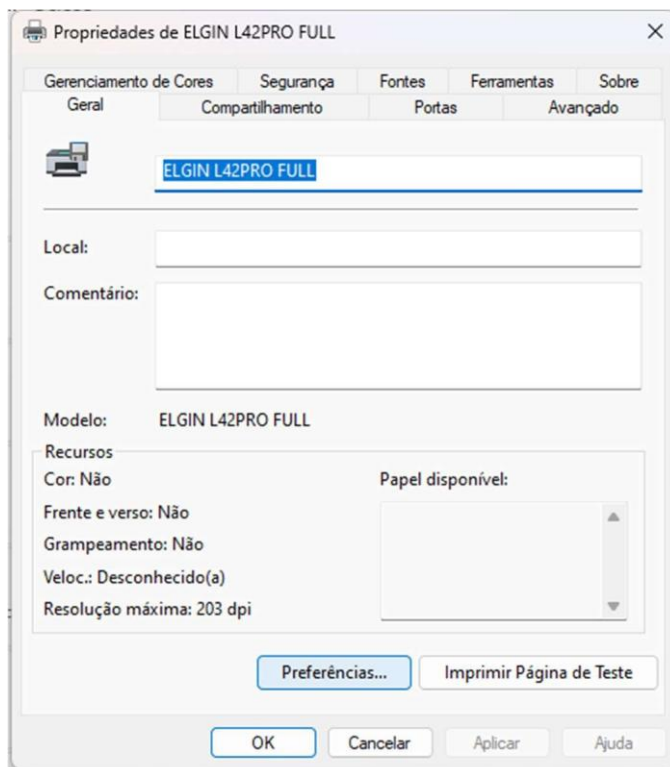 Propriedades de ELGIN L42PRO FULL
Gerenciamento de Cores Segurança Fontes Ferramentas Sobre
Geral Compartilhamento Portas Avançado
ELGIN L42PRO FULL
Local:
Comentário:
Modelo: ELGIN L42PRO FULL
Recursos
Cor: Não Papel disponível:
Frente e verso: Não
Grampeamento: Não
Veloc.: Desconhecido(a)
Resolução máxima: 203 dpi
Preferências... Imprimir Página de Teste
OK Cancelar Aplicar Ajuda